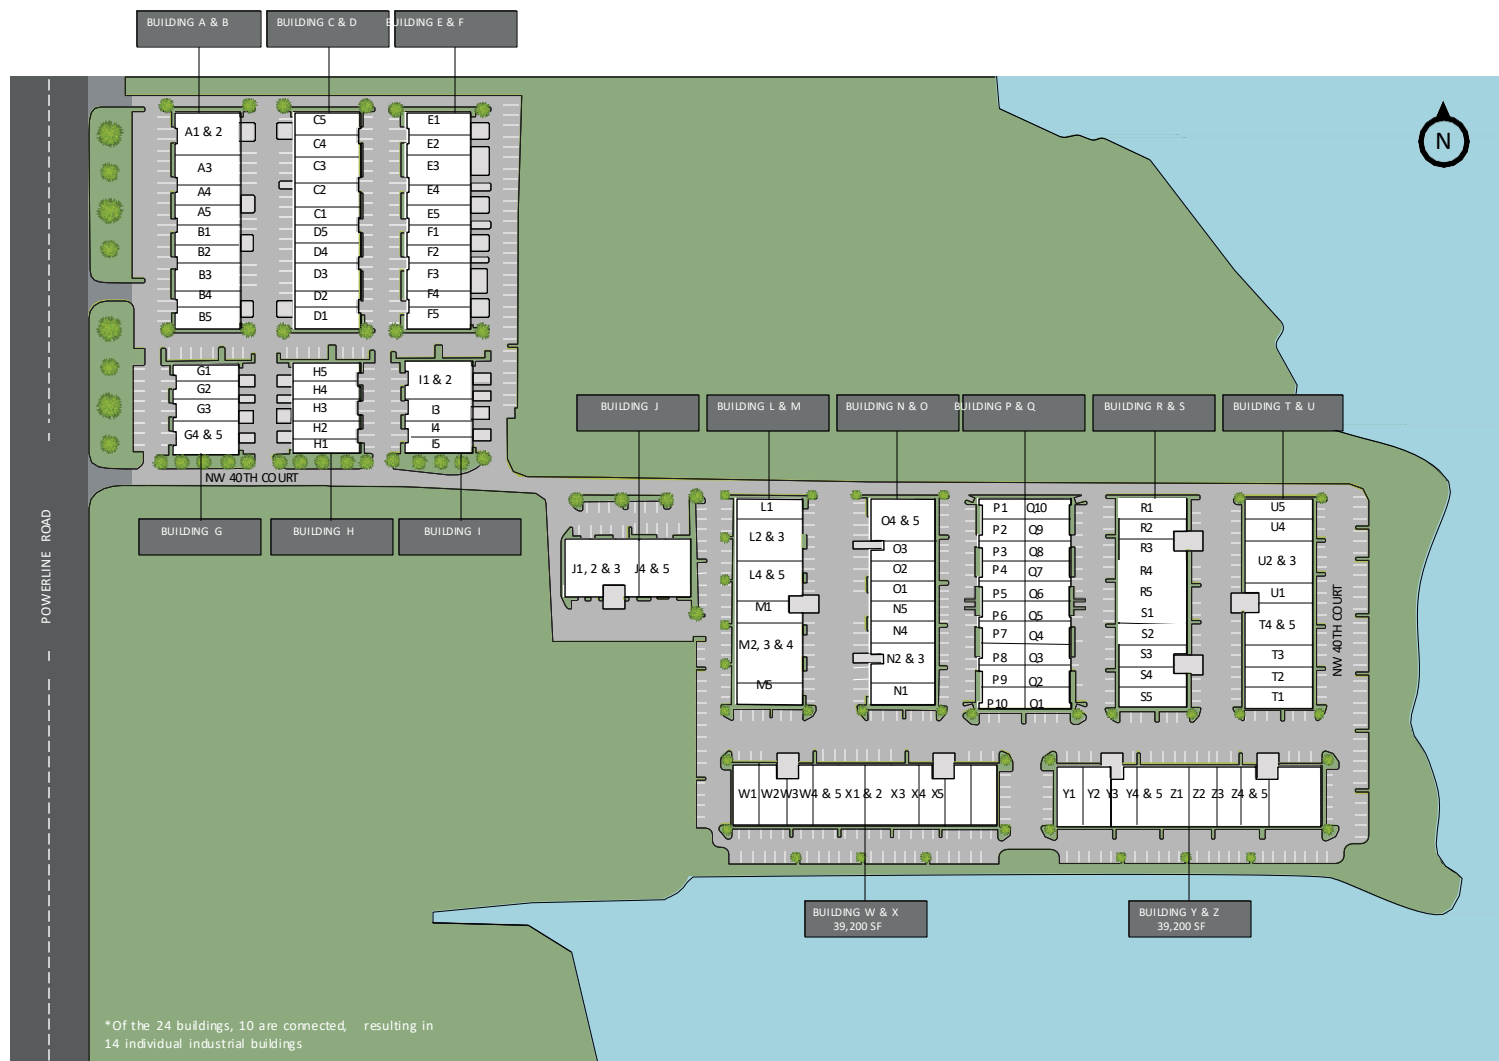 BUILDING A & B
BUILDING C & D
BUILDING E & F
N
A1 & 2
A3
A4
A5
B1
B2
B3
B4
B5
C5
C4
C3
C2
C1
D5
D4
D3
D2
D1
E1
E2
E3
E4
E5
F1
F2
F3
F4
F5
G1
G2
G3
G4 & 5
H5
H4
H3
H2
H1
I1 & 2
I3
I4
I5
NW 40TH COURT
BUILDING G
BUILDING H
BUILDING I
POWERLINE ROAD
BUILDING J
BUILDING L & M
BUILDING N & O
BUILDING P & Q
BUILDING R & S
BUILDING T & U
J1, 2 & 3
J4 & 5
L1
L2 & 3
L4 & 5
M1
M2, 3 & 4
M5
O4 & 5
O3
O2
O1
N5
N4
N2 & 3
N1
P1 Q10
P2 Q9
P3 Q8
P4 Q7
P5 Q6
P6 Q5
P7 Q4
P8 Q3
P9 Q2
P10 Q1
R1
R2
R3
R4
R5
S1
S2
S3
S4
S5
U5
U4
U2 & 3
U1
T4 & 5
T3
T2
T1
NW 40TH COURT
W1 W2 W3 W4 & 5 X1 & 2 X3 X4 X5
Y1 Y2 Y3 Y4 & 5 Z1 Z2 Z3 Z4 & 5
BUILDING W & X
39,200 SF
BUILDING Y & Z
39,200 SF
*Of the 24 buildings, 10 are connected, resulting in
14 individual industrial buildings